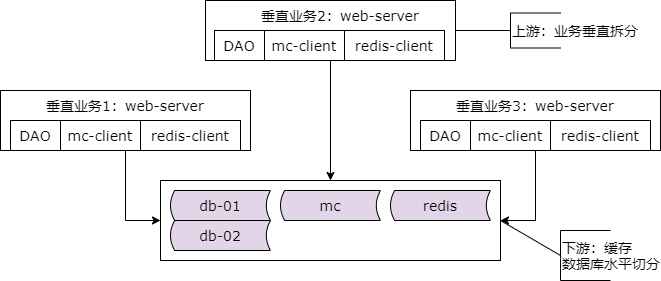 垂直业务2：web-server
DAO mc-client redis-client
上游：业务垂直拆分
垂直业务1：web-server
DAO mc-client redis-client
垂直业务3：web-server
DAO mc-client redis-client
db-01 mc redis
db-02
下游：缓存
数据库水平切分